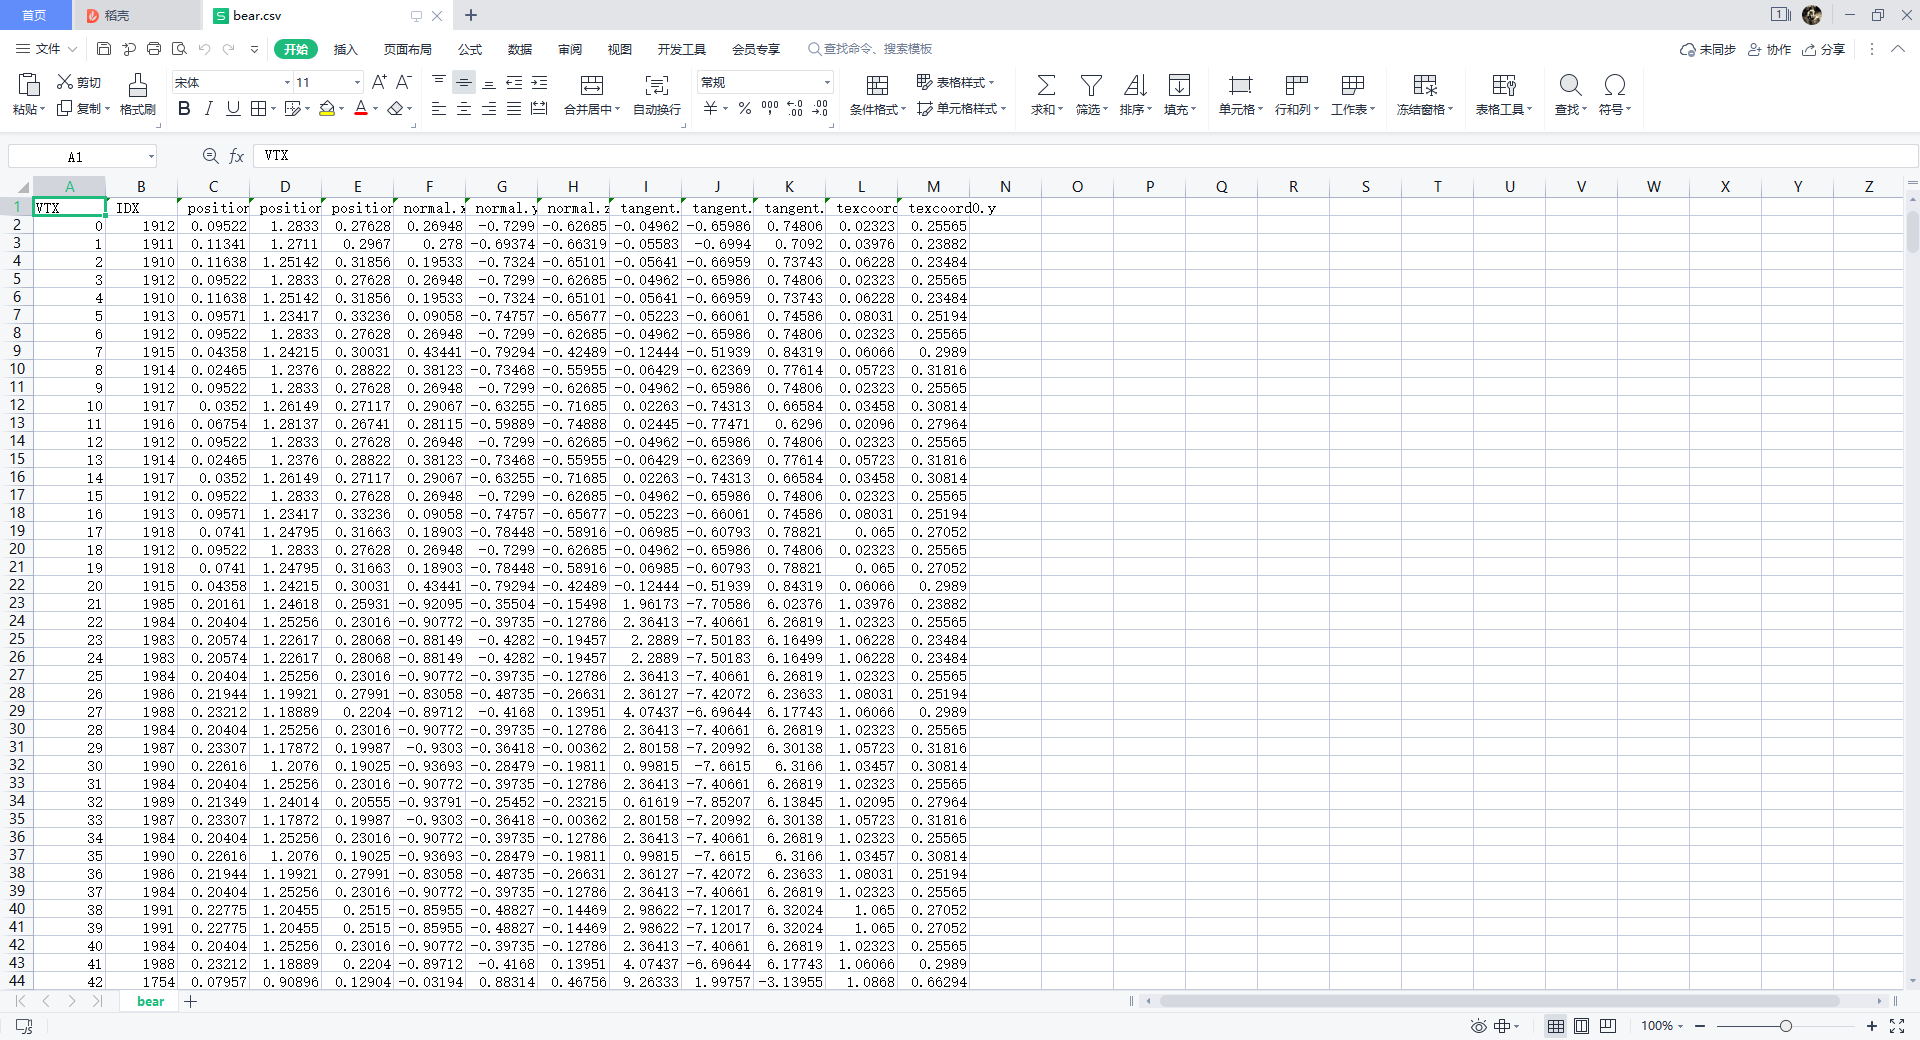 首页 稻壳 bear.csv
文件 开始 插入 页面布局 公式 数据 审阅 视图 开发工具 会员专享 查找命令、搜索模板 未同步 协作 分享
粘贴 剪切 复制 格式刷 宋体 11 合并居中 自动换行 常规 条件格式 表格样式 单元格样式 求和 筛选 排序 填充 单元格 行和列 工作表 冻结窗格 表格工具 查找 符号
A1 fx VTX
A B C D E F G H I J K L M N O P Q R S T U V W X Y Z
1 VTX IDX position position position normal.x normal.y normal.z tangent. tangent. tangent. texcoord texcoord0.y
2 0 1912 0.09522 1.2833 0.27628 0.26948 -0.7299 -0.62685 -0.04962 -0.65986 0.74806 0.02323 0.25565
3 1 1911 0.11341 1.2711 0.2967 0.278 -0.69374 -0.66319 -0.05583 -0.6994 0.7092 0.03976 0.23882
4 2 1910 0.11638 1.25142 0.31856 0.19533 -0.7324 -0.65101 -0.05641 -0.66959 0.73743 0.06228 0.23484
5 3 1912 0.09522 1.2833 0.27628 0.26948 -0.7299 -0.62685 -0.04962 -0.65986 0.74806 0.02323 0.25565
6 4 1910 0.11638 1.25142 0.31856 0.19533 -0.7324 -0.65101 -0.05641 -0.66959 0.73743 0.06228 0.23484
7 5 1913 0.09571 1.23417 0.33236 0.09058 -0.74757 -0.65677 -0.05223 -0.66061 0.74586 0.08031 0.25194
8 6 1912 0.09522 1.2833 0.27628 0.26948 -0.7299 -0.62685 -0.04962 -0.65986 0.74806 0.02323 0.25565
9 7 1915 0.04358 1.24215 0.30031 0.43441 -0.79294 -0.42489 -0.12444 -0.51939 0.84319 0.06066 0.2989
10 8 1914 0.02465 1.2376 0.28822 0.38123 -0.73468 -0.55955 -0.06429 -0.62369 0.77614 0.05723 0.31816
11 9 1912 0.09522 1.2833 0.27628 0.26948 -0.7299 -0.62685 -0.04962 -0.65986 0.74806 0.02323 0.25565
12 10 1917 0.0352 1.26149 0.27117 0.29067 -0.63255 -0.71685 0.02263 -0.74313 0.66584 0.03458 0.30814
13 11 1916 0.06754 1.28137 0.26741 0.28115 -0.59889 -0.74888 0.02445 -0.77471 0.6296 0.02096 0.27964
14 12 1912 0.09522 1.2833 0.27628 0.26948 -0.7299 -0.62685 -0.04962 -0.65986 0.74806 0.02323 0.25565
15 13 1914 0.02465 1.2376 0.28822 0.38123 -0.73468 -0.55955 -0.06429 -0.62369 0.77614 0.05723 0.31816
16 14 1917 0.0352 1.26149 0.27117 0.29067 -0.63255 -0.71685 0.02263 -0.74313 0.66584 0.03458 0.30814
17 15 1912 0.09522 1.2833 0.27628 0.26948 -0.7299 -0.62685 -0.04962 -0.65986 0.74806 0.02323 0.25565
18 16 1913 0.09571 1.23417 0.33236 0.09058 -0.74757 -0.65677 -0.05223 -0.66061 0.74586 0.08031 0.25194
19 17 1918 0.0741 1.24795 0.31663 0.18903 -0.78448 -0.58916 -0.06985 -0.60793 0.78821 0.065 0.27052
20 18 1912 0.09522 1.2833 0.27628 0.26948 -0.7299 -0.62685 -0.04962 -0.65986 0.74806 0.02323 0.25565
21 19 1918 0.0741 1.24795 0.31663 0.18903 -0.78448 -0.58916 -0.06985 -0.60793 0.78821 0.065 0.27052
22 20 1915 0.04358 1.24215 0.30031 0.43441 -0.79294 -0.42489 -0.12444 -0.51939 0.84319 0.06066 0.2989
23 21 1985 0.20161 1.24618 0.25931 -0.92095 -0.35504 -0.15498 1.96173 -7.70586 6.02376 1.03976 0.23882
24 22 1984 0.20404 1.25256 0.23016 -0.90772 -0.39735 -0.12786 2.36413 -7.40661 6.26819 1.02323 0.25565
25 23 1983 0.20574 1.22617 0.28068 -0.88149 -0.4282 -0.19457 2.2889 -7.50183 6.16499 1.06228 0.23484
26 24 1983 0.20574 1.22617 0.28068 -0.88149 -0.4282 -0.19457 2.2889 -7.50183 6.16499 1.06228 0.23484
27 25 1984 0.20404 1.25256 0.23016 -0.90772 -0.39735 -0.12786 2.36413 -7.40661 6.26819 1.02323 0.25565
28 26 1986 0.21944 1.19921 0.27991 -0.83058 -0.48735 -0.26631 2.36127 -7.42072 6.23633 1.08031 0.25194
29 27 1988 0.23212 1.18889 0.2204 -0.89712 -0.4168 0.13951 4.07437 -6.69644 6.17743 1.06066 0.2989
30 28 1984 0.20404 1.25256 0.23016 -0.90772 -0.39735 -0.12786 2.36413 -7.40661 6.26819 1.02323 0.25565
31 29 1987 0.23307 1.17872 0.19987 -0.9303 -0.36418 -0.00362 2.80158 -7.20992 6.30138 1.05723 0.31816
32 30 1990 0.22616 1.2076 0.19025 -0.93693 -0.28479 -0.19811 0.99815 -7.6615 6.3166 1.03457 0.30814
33 31 1984 0.20404 1.25256 0.23016 -0.90772 -0.39735 -0.12786 2.36413 -7.40661 6.26819 1.02323 0.25565
34 32 1989 0.21349 1.24014 0.20555 -0.93791 -0.25452 -0.23215 0.61619 -7.85207 6.13845 1.02095 0.27964
35 33 1987 0.23307 1.17872 0.19987 -0.9303 -0.36418 -0.00362 2.80158 -7.20992 6.30138 1.05723 0.31816
36 34 1984 0.20404 1.25256 0.23016 -0.90772 -0.39735 -0.12786 2.36413 -7.40661 6.26819 1.02323 0.25565
37 35 1990 0.22616 1.2076 0.19025 -0.93693 -0.28479 -0.19811 0.99815 -7.6615 6.3166 1.03457 0.30814
38 36 1986 0.21944 1.19921 0.27991 -0.83058 -0.48735 -0.26631 2.36127 -7.42072 6.23633 1.08031 0.25194
39 37 1984 0.20404 1.25256 0.23016 -0.90772 -0.39735 -0.12786 2.36413 -7.40661 6.26819 1.02323 0.25565
40 38 1991 0.22775 1.20455 0.2515 -0.85955 -0.48827 -0.14469 2.98622 -7.12017 6.32024 1.065 0.27052
41 39 1991 0.22775 1.20455 0.2515 -0.85955 -0.48827 -0.14469 2.98622 -7.12017 6.32024 1.065 0.27052
42 40 1984 0.20404 1.25256 0.23016 -0.90772 -0.39735 -0.12786 2.36413 -7.40661 6.26819 1.02323 0.25565
43 41 1988 0.23212 1.18889 0.2204 -0.89712 -0.4168 0.13951 4.07437 -6.69644 6.17743 1.06066 0.2989
44 42 1754 0.07957 0.90896 0.12904 -0.03194 0.88314 0.46756 9.26333 1.99757 -3.13955 1.0868 0.66294
bear
100%